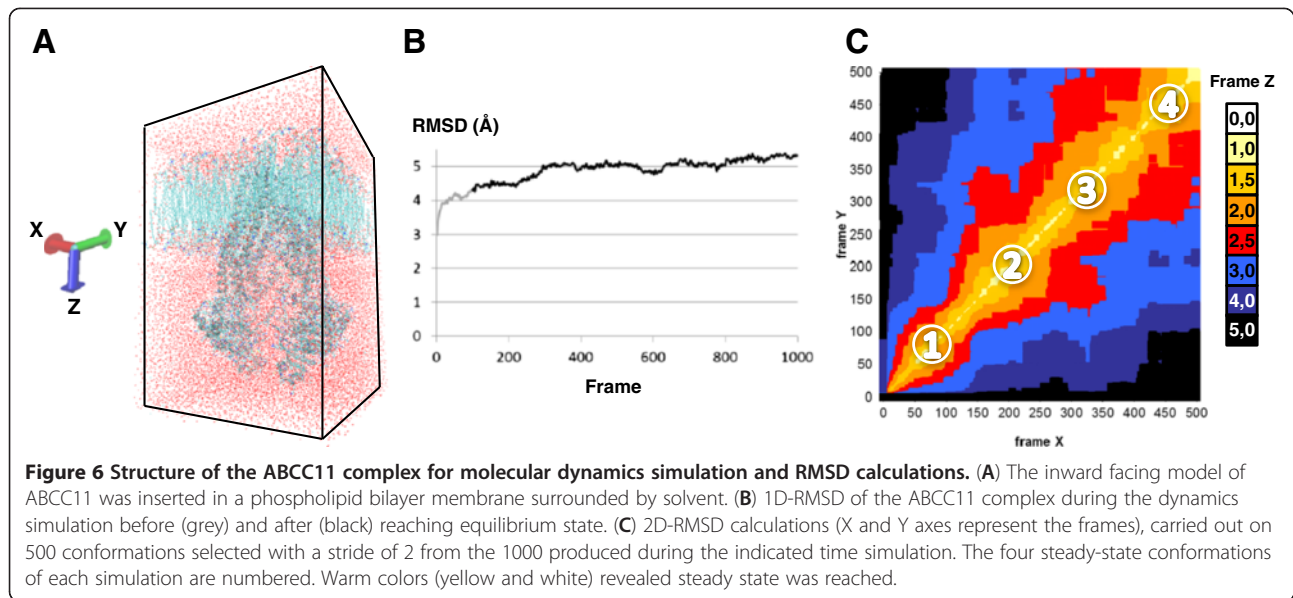 A
X
Y
Z
B
RMSD (Å)
5
4
3
2
1
0
0
200
400
600
800
1000
Frame
C
500
450
400
350
300
250
200
150
100
50
0
frame Y
0
50
100
150
200
250
300
350
400
450
500
frame X
1
2
3
4
Frame Z
0,0
1,0
1,5
2,0
2,5
3,0
4,0
5,0
Figure 6 Structure of the ABCC11 complex for molecular dynamics simulation and RMSD calculations. (A) The inward facing model of
ABCC11 was inserted in a phospholipid bilayer membrane surrounded by solvent. (B) 1D-RMSD of the ABCC11 complex during the dynamics
simulation before (grey) and after (black) reaching equilibrium state. (C) 2D-RMSD calculations (X and Y axes represent the frames), carried out on
500 conformations selected with a stride of 2 from the 1000 produced during the indicated time simulation. The four steady-state conformations
of each simulation are numbered. Warm colors (yellow and white) revealed steady state was reached.